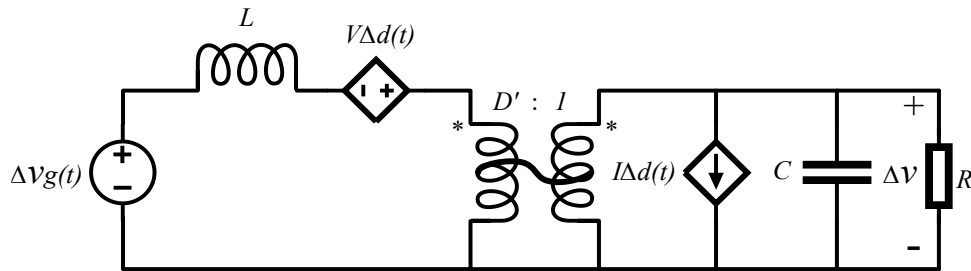 L
VΔd(t)
D' : 1
* *
+
-
- +
Δvg(t)
IΔd(t)
C
Δv
R
+
-